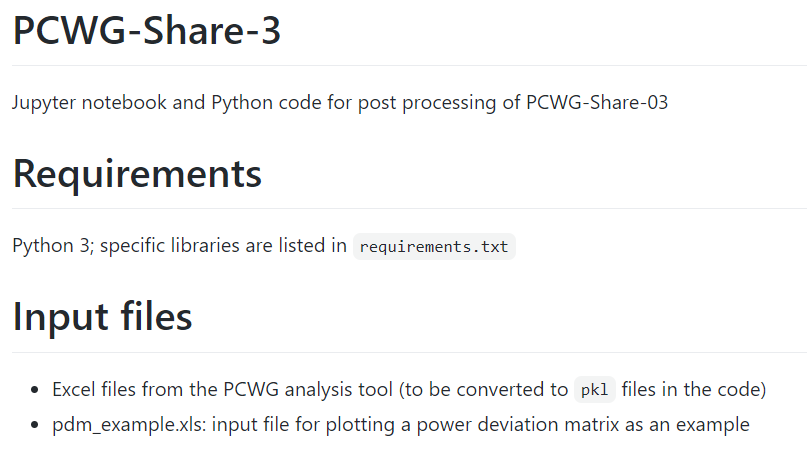 PCWG-Share-3
Jupyter notebook and Python code for post processing of PCWG-Share-03
Requirements
Python 3; specific libraries are listed in requirements.txt
Input files
• Excel files from the PCWG analysis tool (to be converted to pkl files in the code)
• pdm_example.xls: input file for plotting a power deviation matrix as an example